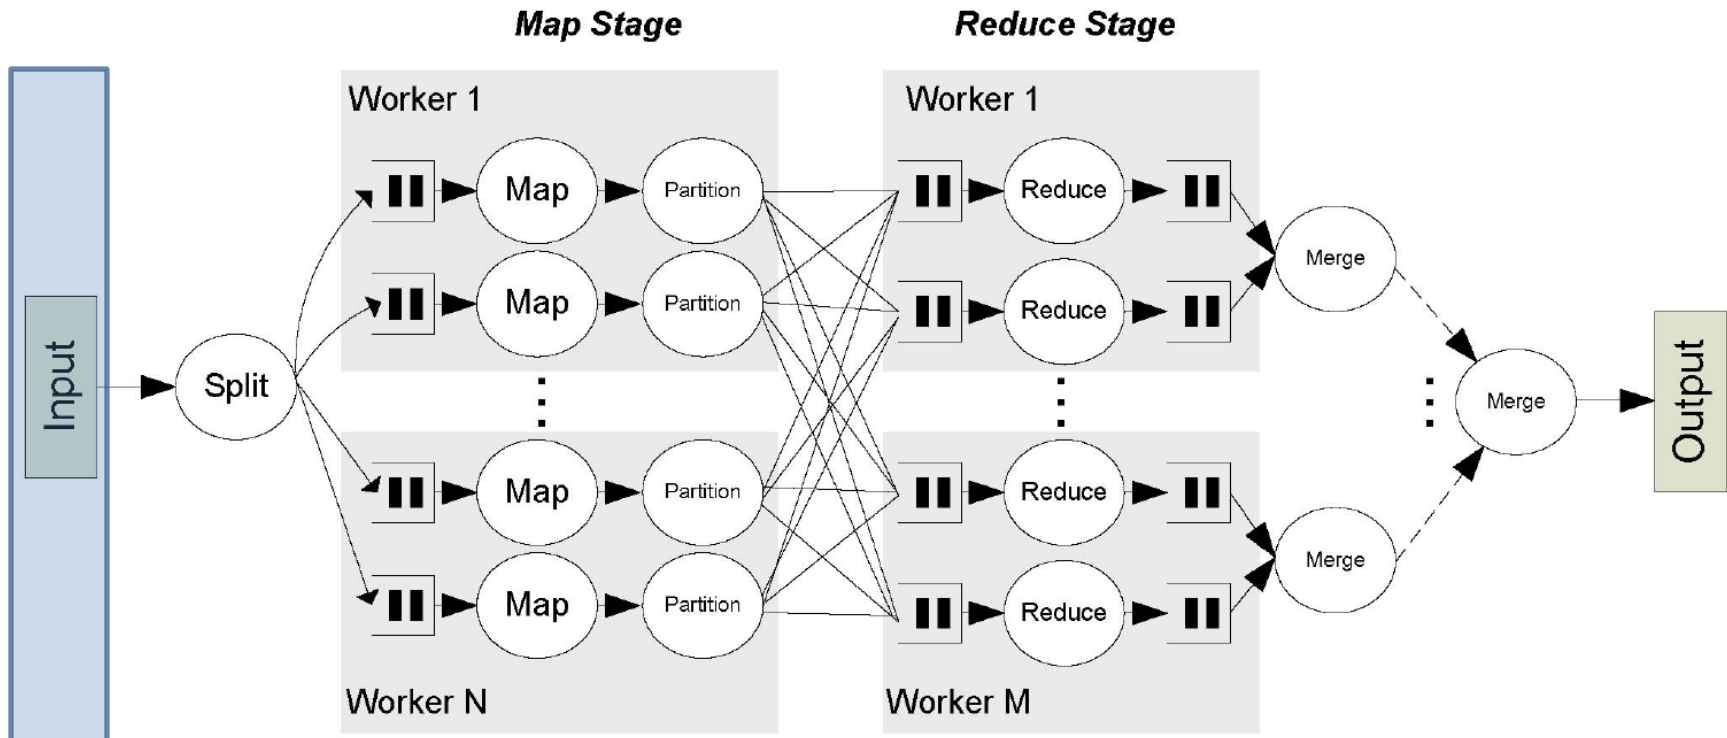 Map Stage
Reduce Stage
Worker 1
Worker 1
Map
Partition
Reduce
Map
Partition
Reduce
Merge
Input
Split
Merge
Output
Map
Partition
Reduce
Map
Partition
Reduce
Merge
Worker N
Worker M